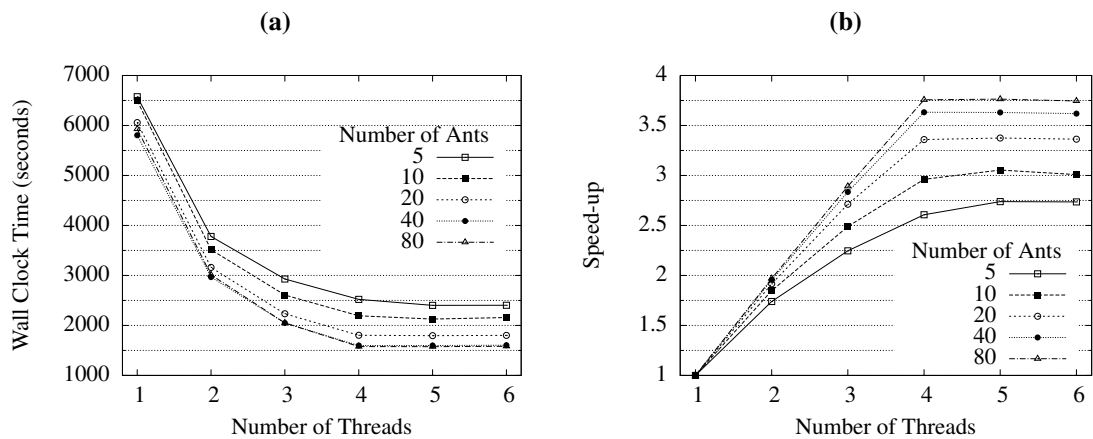 (a)
7000
6000
5000
4000
3000
2000
1000
Wall Clock Time (seconds)
Number of Ants
5
10
20
40
80
1 2 3 4 5 6
Number of Threads
(b)
4
3.5
3
2.5
2
1.5
1
Speed-up
Number of Ants
5
10
20
40
80
1 2 3 4 5 6
Number of Threads